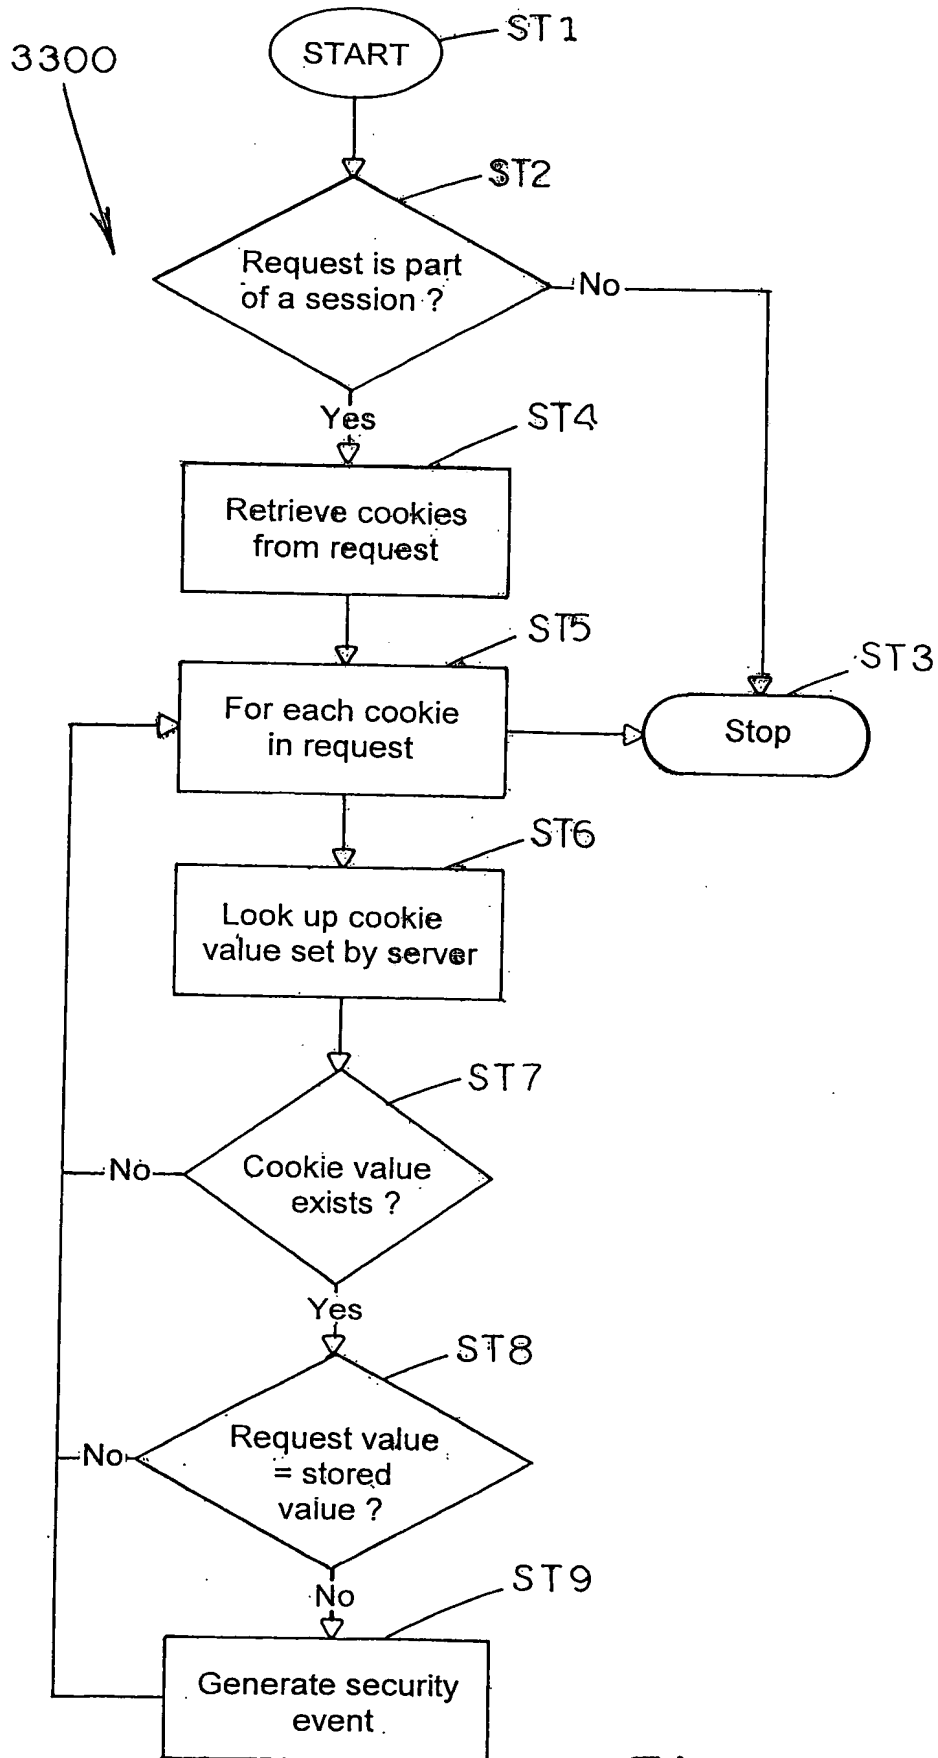 START
ST1
3300
ST2
Request is part
of a session ?
No
Yes
ST4
Retrieve cookies
from request
ST5
For each cookie
in request
ST3
Stop
ST6
Look up cookie
value set by server
ST7
Cookie value
exists ?
No
Yes
ST8
Request value
= stored
value ?
No
No
ST9
Generate security
event